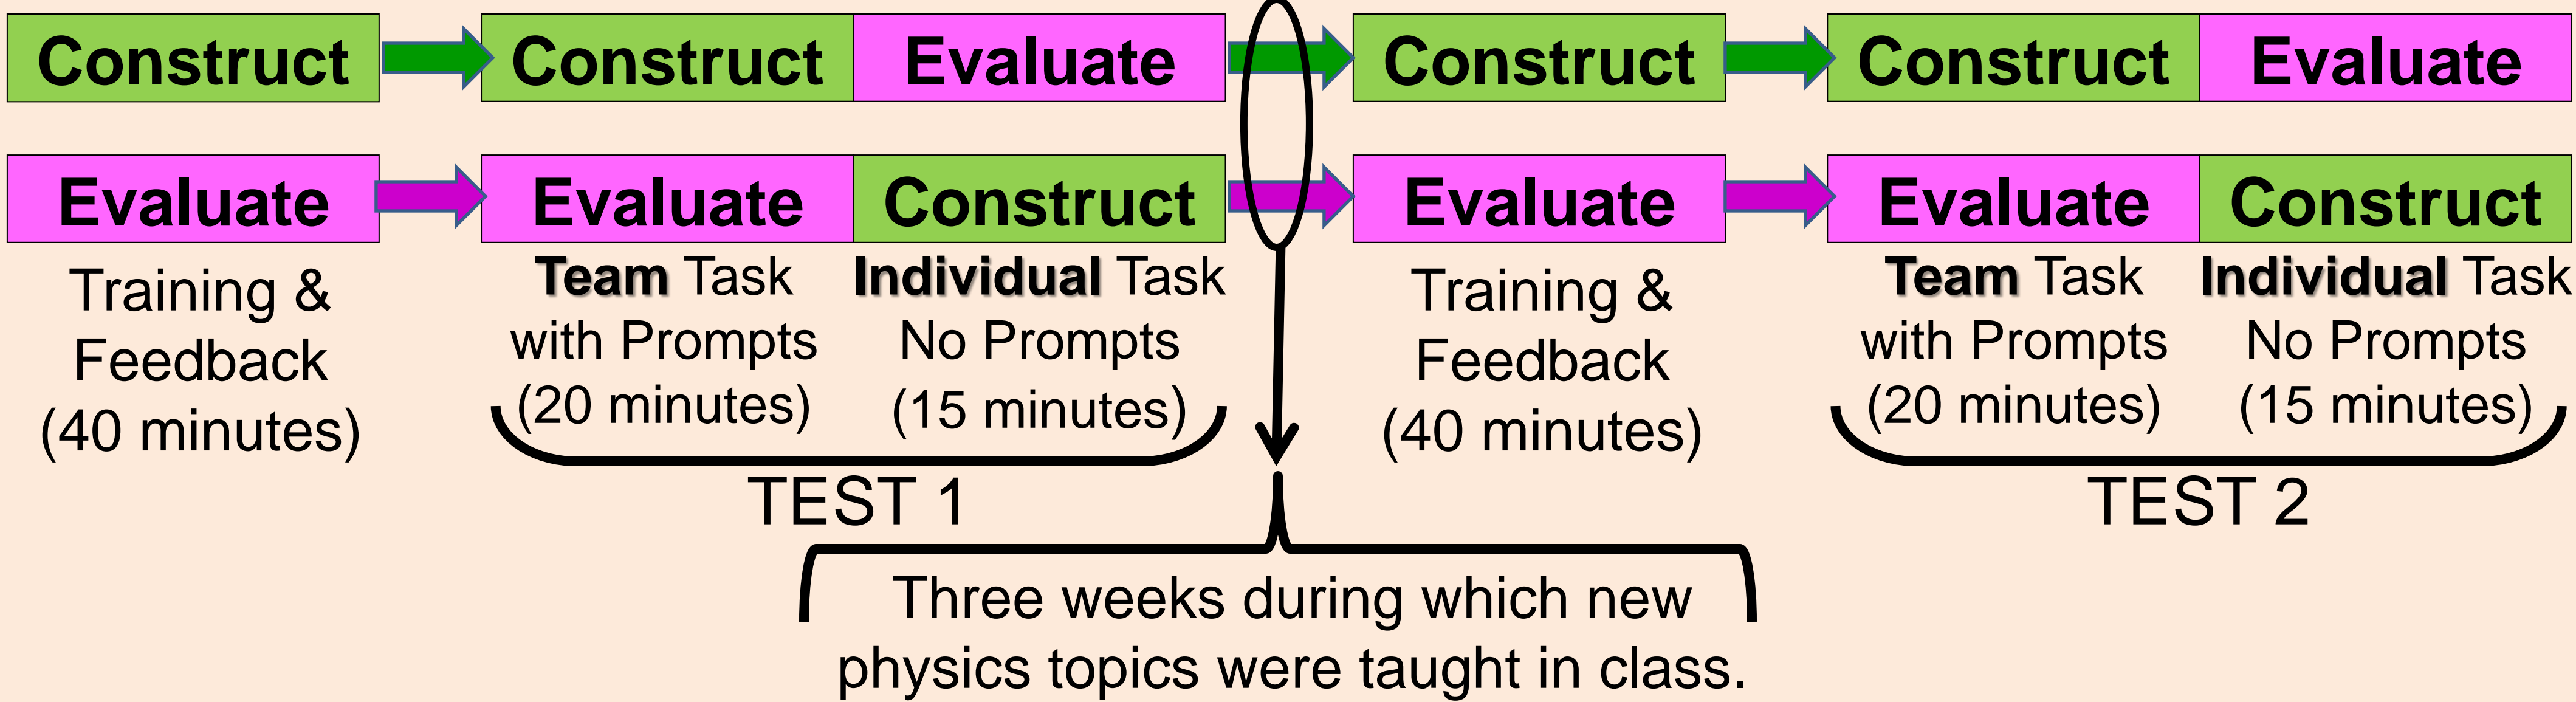 Construct
Construct Evaluate
Construct
Construct Evaluate
Evaluate
Evaluate Construct
Evaluate
Evaluate Construct
Training &
Feedback
(40 minutes)
Team Task
with Prompts
(20 minutes)
Individual Task
No Prompts
(15 minutes)
TEST 1
Training &
Feedback
(40 minutes)
Team Task
with Prompts
(20 minutes)
Individual Task
No Prompts
(15 minutes)
TEST 2
Three weeks during which new
physics topics were taught in class.